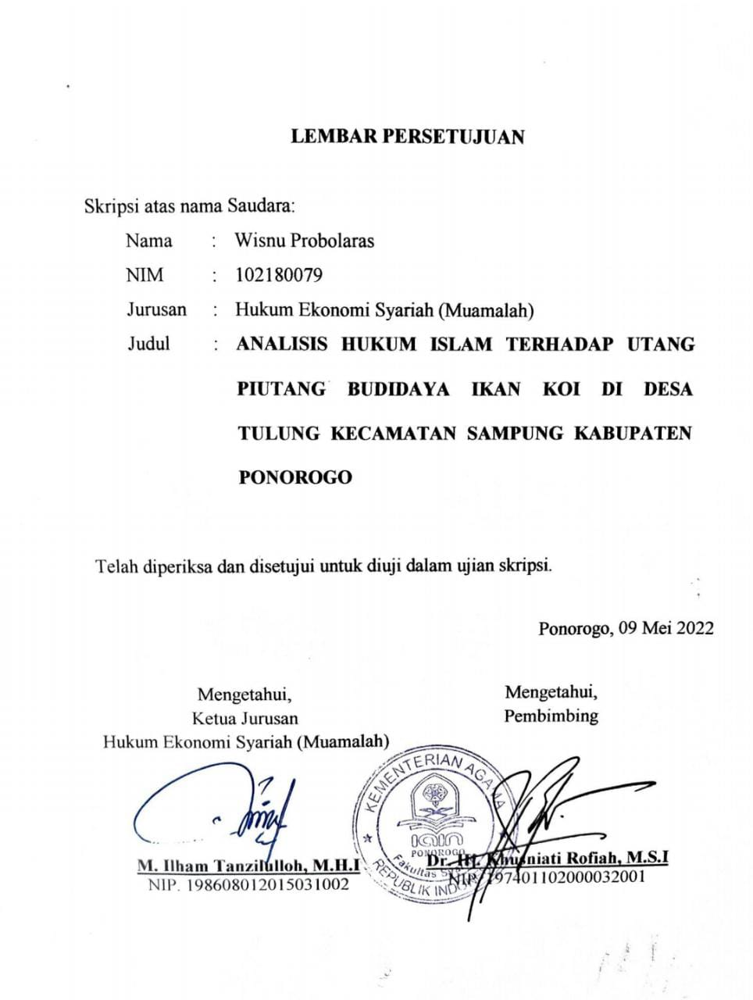 LEMBAR PERSETUJUAN
Skripsi atas nama Saudara:
Nama : Wisnu Probolaras
NIM : 102180079
Jurusan : Hukum Ekonomi Syariah (Muamalah)
Judul : ANALISIS HUKUM ISLAM TERHADAP UTANG
PIUTANG BUDIDAYA IKAN KOI DI DESA
TULUNG KECAMATAN SAMPUNG KABUPATEN
PONOROGO
Telah diperiksa dan disetujui untuk diuji dalam ujian skripsi.
Ponorogo, 09 Mei 2022
Mengetahui,
Ketua Jurusan
Hukum Ekonomi Syariah (Muamalah)
M. Ilham Tanzilulloh, M.H.I
NIP. 198608012015031002
Mengetahui,
Pembimbing
KEMENTERIAN AGAMA
iain
PONOROGO
Fakultas
REPUBLIK
Dr. Hj. Khusniati Rofiah, M.S.I
NIP. 197401102000032001